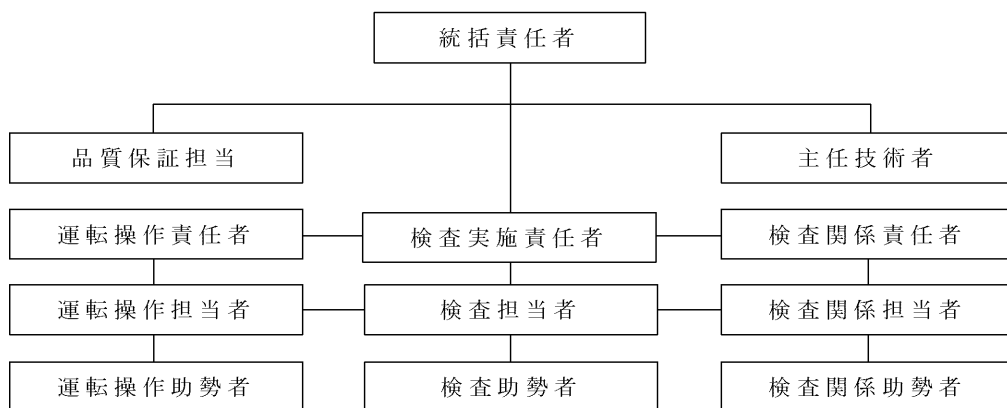 統括責任者
品質保証担当
主任技術者
運転操作責任者
検査実施責任者
検査関係責任者
運転操作担当者
検査担当者
検査関係担当者
運転操作助勢者
検査助勢者
検査関係助勢者